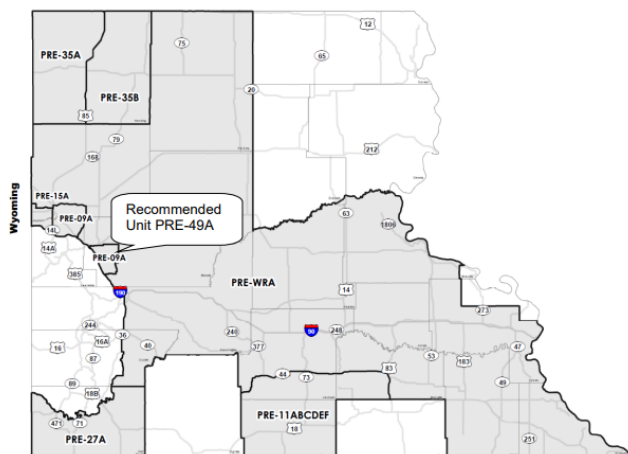 12
PRE-35A
75
65
PRE-35B
20
85
79
212
168
PRE-15A
Wyoming
PRE-09A
Recommended
Unit PRE-49A
63
14L
1806
14A
PRE-09A
385
PRE-WRA
190
14
273
244
36
240
90
248
16
16A
40
377
53
47
87
183
44
73
83
89
49
18B
PRE-11ABCDEF
471
71
18
PRE-27A
251